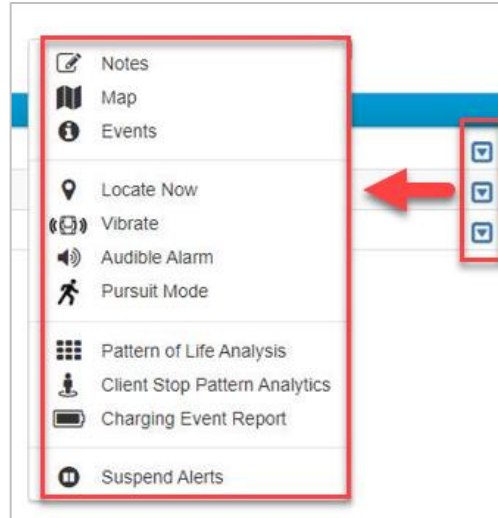 Notes
Map
Events
Locate Now
Vibrate
Audible Alarm
Pursuit Mode
Pattern of Life Analysis
Client Stop Pattern Analytics
Charging Event Report
Suspend Alerts